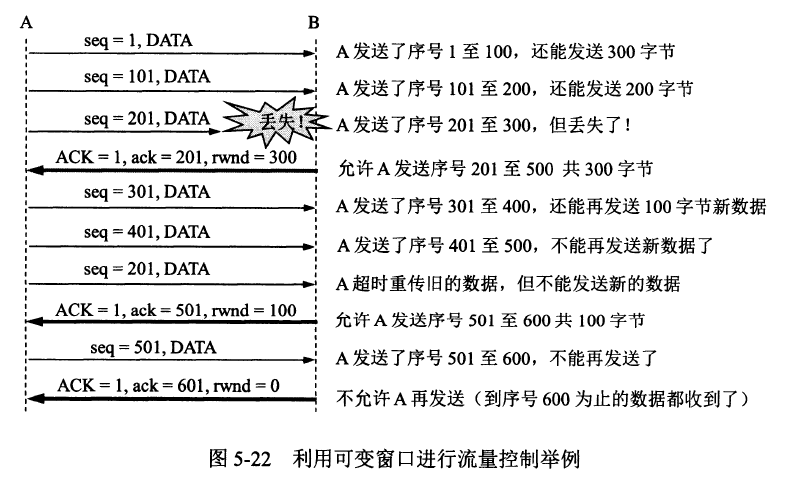 A B
seq = 1, DATA A 发送了序号 1 至 100，还能发送 300 字节
seq = 101, DATA A 发送了序号 101 至 200，还能发送 200 字节
seq = 201, DATA 丢失！ A 发送了序号 201 至 300，但丢失了！
ACK = 1, ack = 201, rwnd = 300 允许 A 发送序号 201 至 500 共 300 字节
seq = 301, DATA A 发送了序号 301 至 400，还能再发送 100 字节新数据
seq = 401, DATA A 发送了序号 401 至 500，不能再发送新数据了
seq = 201, DATA A 超时重传旧的数据，但不能发送新的数据
ACK = 1, ack = 501, rwnd = 100 允许 A 发送序号 501 至 600 共 100 字节
seq = 501, DATA A 发送了序号 501 至 600，不能再发送了
ACK = 1, ack = 601, rwnd = 0 不允许 A 再发送（到序号 600 为止的数据都收到了）
图 5-22 利用可变窗口进行流量控制举例